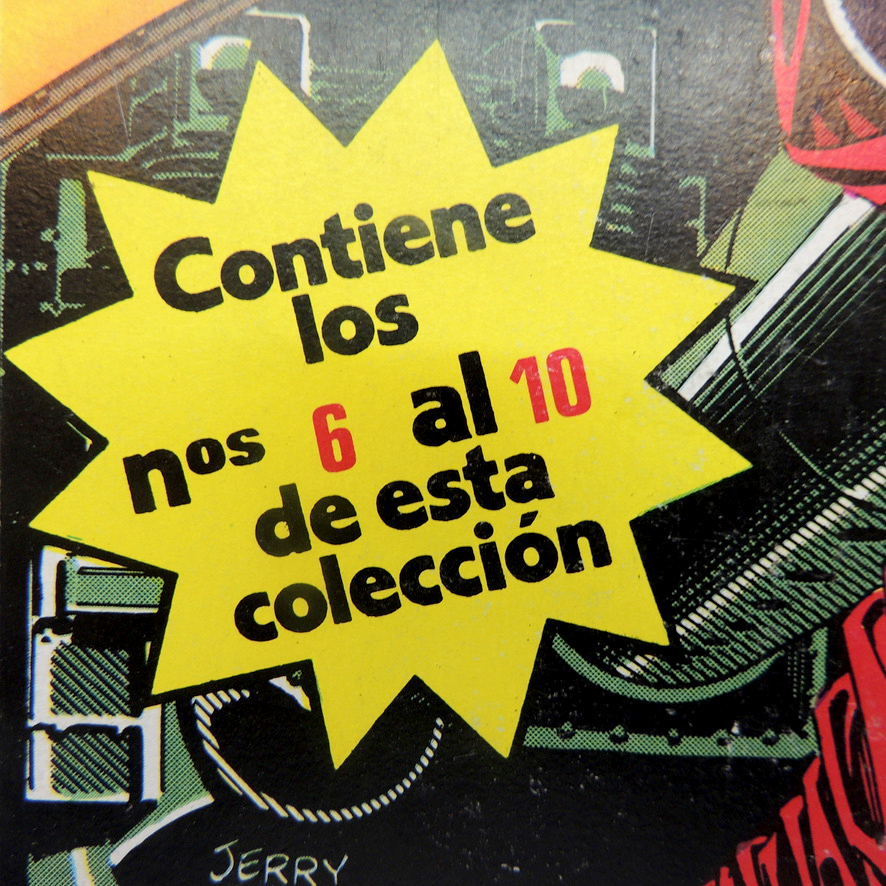 Contiene
los
nos 6 al 10
de esta
colección
JERRY